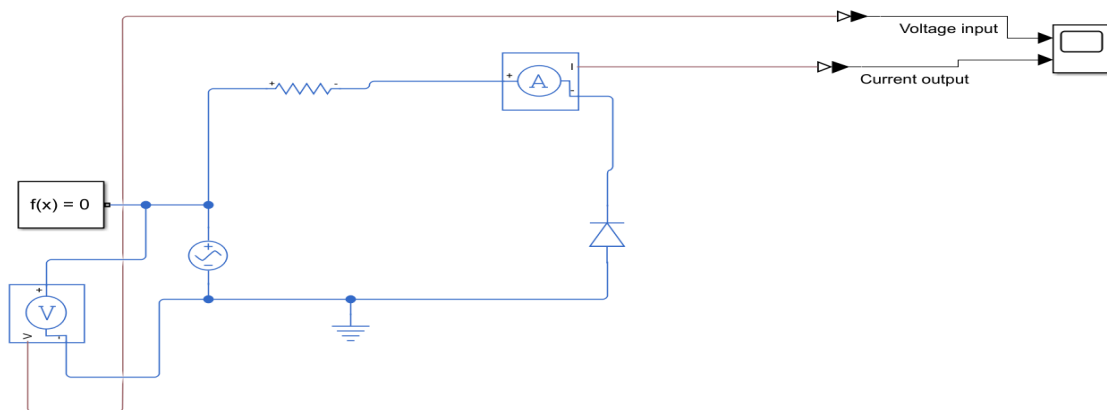 Voltage input
+ - + A I -
Current output
f(x) = 0
+
-
+
V
V -